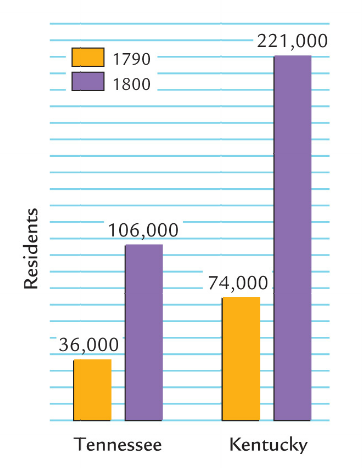 221,000
1790
1800
106,000
74,000
36,000
Residents
Tennessee
Kentucky